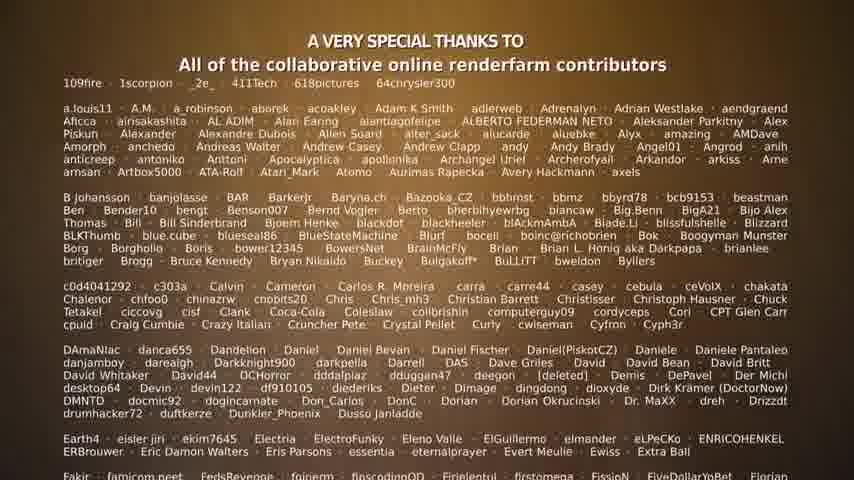 A VERY SPECIAL THANKS TO
All of the collaborative online renderfarm contributors
109fire · 1scorpion · _2e_ · 411Tech · 618pictures · 64chrysler300
a.louis11 · A.M. · a_robinson · aborek · acoakley · Adam K Smith · adlerweb · Adrenalyn · Adrian Westlake · aendgraend
Aficca · airisakashita · AL ADIM · Alan Earing · alantiagofelipe · ALBERTO FEDERMAN NETO · Aleksander Parkitny · Alex
Piskun · Alexander · Alexandre Dubois · Allen Soard · alter_sack · alucarde · aluebke · Alyx · amazing · AMDave
Amorph · anchedo · Andreas Walter · Andrew Casey · Andrew Clapp · andy · Andy Brady · Angel01 · Angrod · anih
anticreep · antoniko · Anttoni · Apocalyptica · apollonika · Archangel Uriel · Archerofyail · Arkandor · arkiss · Arne
arnsan · Artbox5000 · ATA-Rolf · Atari_Mark · Atomo · Aurimas Rapecka · Avery Hackmann · axels
B Johansson · banjolasse · BAR · BarkerJr · Baryna.ch · Bazooka_CZ · bbhrnst · bbmz · bbyrd78 · bcb9153 · beastman
Ben · Bender10 · bengt · Benson007 · Bernd Vogler · Betto · bherblhyewrbg · biancaw · Big.Benn · BigA21 · Bijo Alex
Thomas · Bill · Bill Sinderbrand · Bjoern Henke · blackdot · blackheeler · blAckmAmbA · Blade.Li · blissfulshelle · Blizzard
BLKThumb · blue.cube · blueseal86 · BlueStateMachine · Blurf · bocell · boinc@richobrien · Bok · Boogyman Munster
Borg · Borgholio · Boris · bower12345 · BowersNet · BrainMcFly · Brian · Brian L. Honig aka Darkpapa · brianlee
britiger · Brogg · Bruce Kennedy · Bryan Nikaido · Buckey · Bulgakoff* · BuLLiTT · bweldon · Byllers
c0d4041292 · c303a · Calvin · Cameron · Carlos R. Moreira · carra · carre44 · casey · cebula · ceVoIX · chakata
Chalenor · chfoo0 · chinazrw · cnobits20 · Chris · Chris_mh3 · Christian Barrett · Christisser · Christoph Hausner · Chuck
Tetakel · ciccovg · cisf · Clank · Coca-Cola · Coleslaw · colibrishin · computerguy09 · cordyceps · Cori · CPT Glen Carr
cpuid · Craig Cumbie · Crazy Italian · Cruncher Pete · Crystal Pellet · Curly · cwiseman · Cyfron · Cyph3r
DAmaNIac · danca655 · Dandelion · Daniel · Daniel Bevan · Daniel Fischer · Daniel(PiskotCZ) · Daniele · Daniele Pantaleo
danjamboy · darealgh · Darkknight900 · darkpella · Darrell · DAS · Dave Griles · David · David Bean · David Britt
David Whitaker · David44 · DCHorror · dddalplaz · dduggan47 · deegon · [deleted] · Demis · DePavel · Der Michi
desktop64 · Devin · devin122 · df910105 · diederiks · Dieter · Dimage · dingdong · dioxyde · Dirk Krämer (DoctorNow)
DMNTD · docmic92 · dogincarnate · Don_Carlos · DonC · Dorian · Dorian Okrucinski · Dr. MaXX · dreh · Drizzdt
drumhacker72 · duftkerze · Dunkler_Phoenix · Dusso Janladde
Earth4 · eisler jiri · ekim7645 · Electria · ElectroFunky · Eleno Valle · ElGuillermo · elmander · eLPeCKo · ENRICOHENKEL
ERBrouwer · Eric Damon Walters · Eris Parsons · essentia · eternalprayer · Evert Meulie · Ewiss · Extra Ball
Fakir · famicom.neet · FedsRevenge